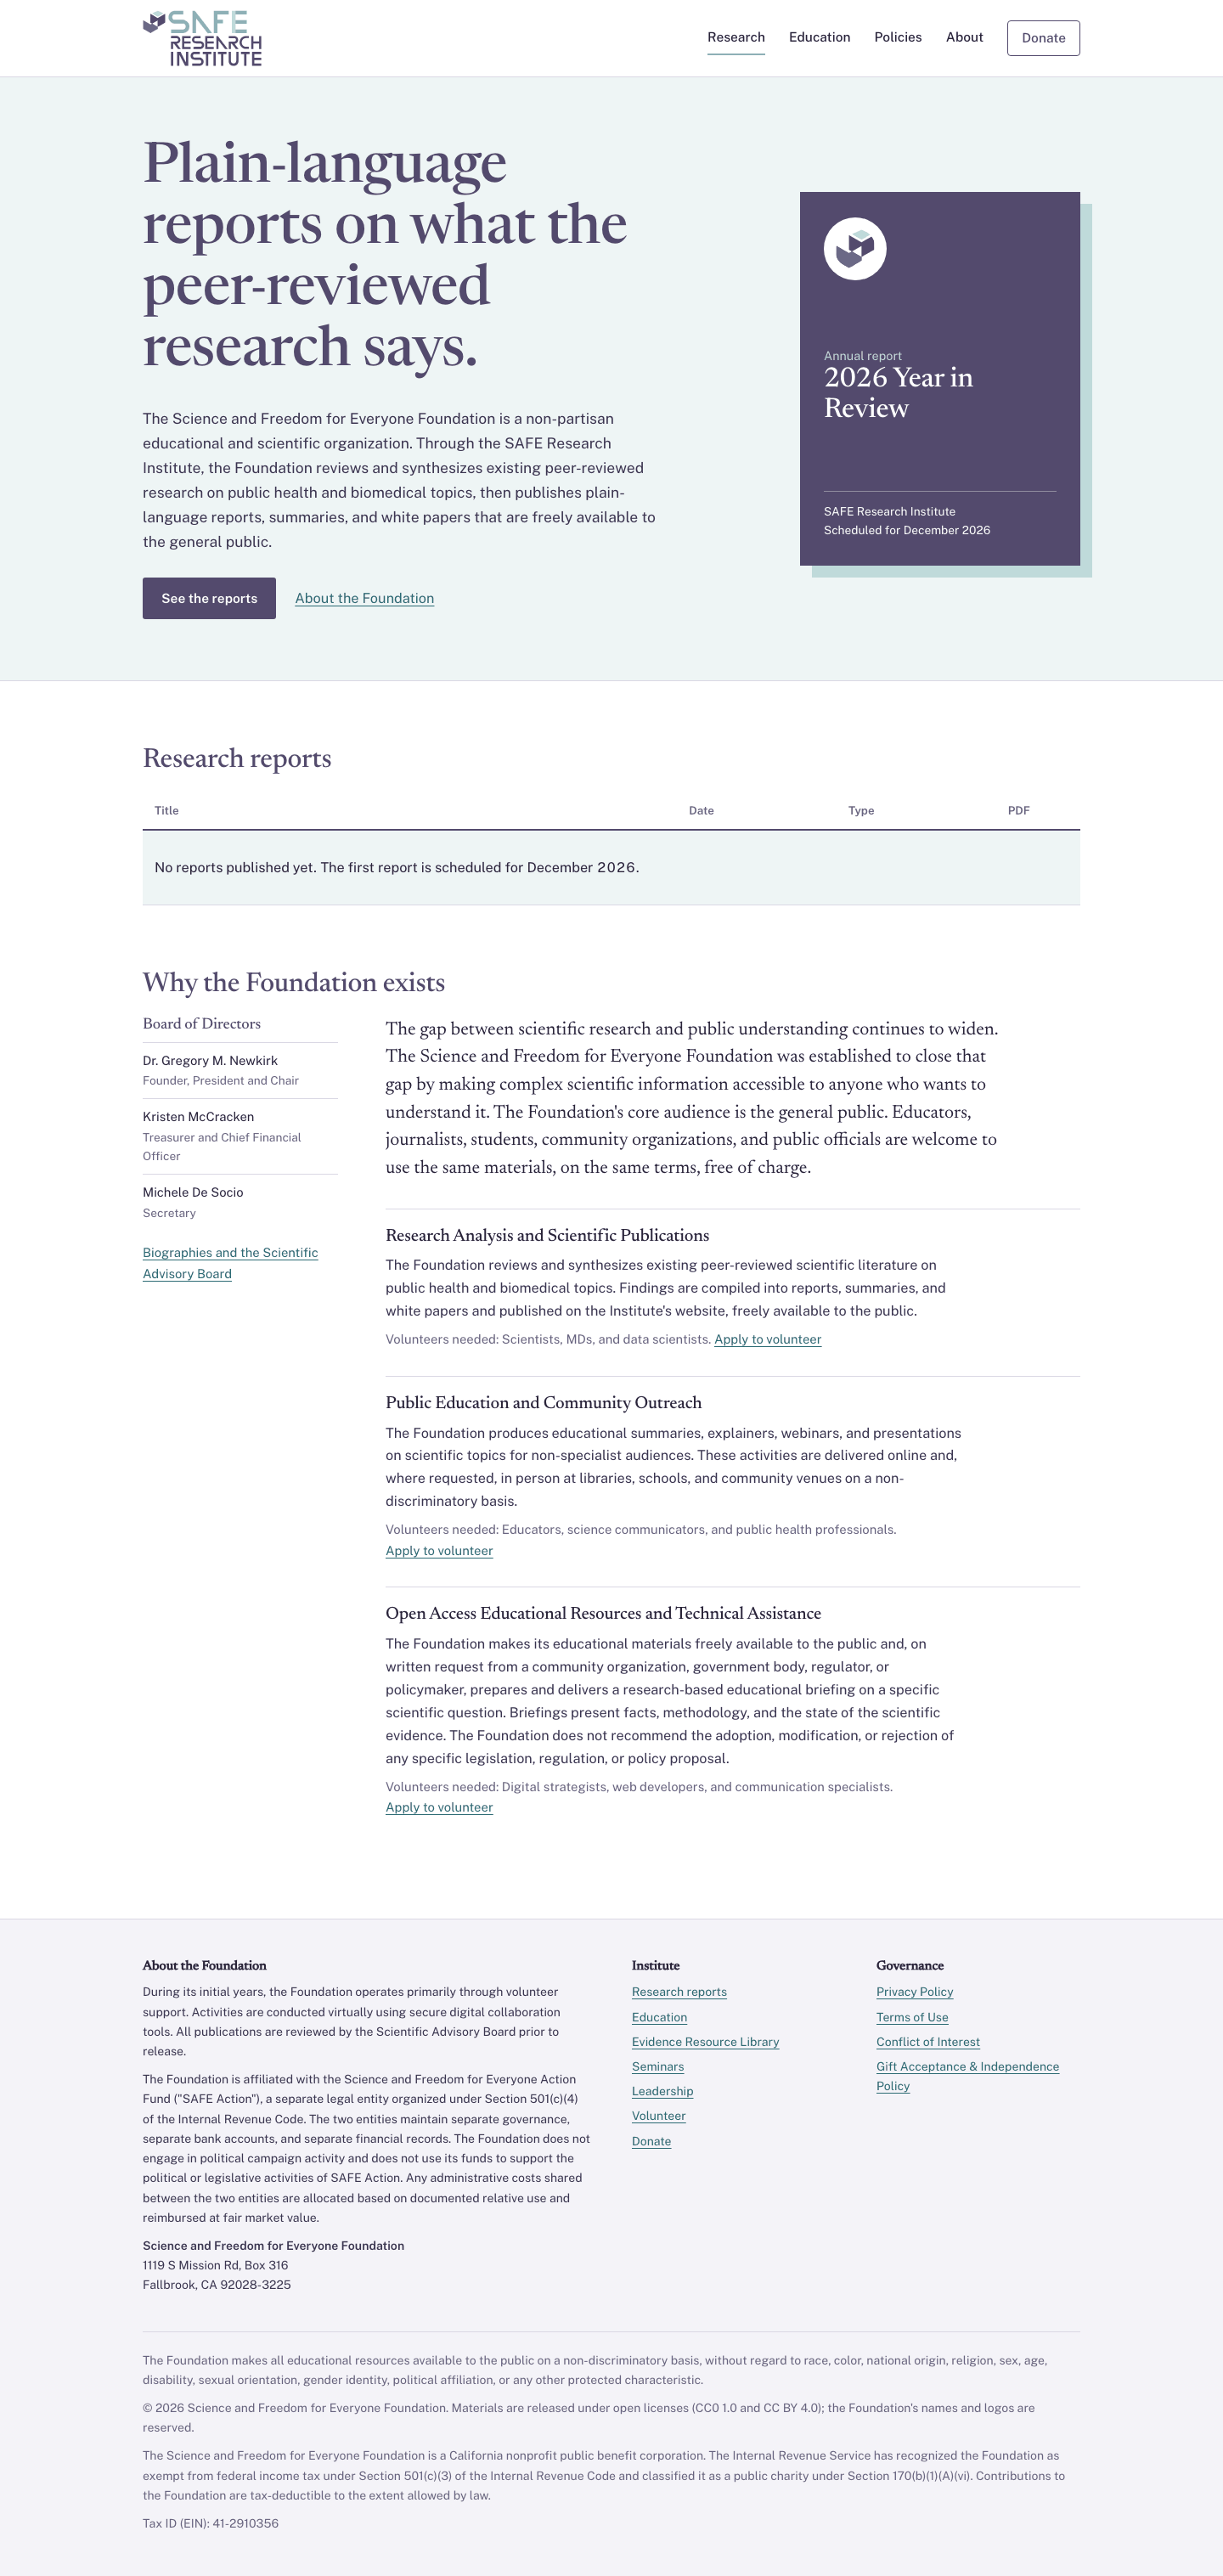 SAFE
RESEARCH
INSTITUTE
Research
Education
Policies
About
Donate
Plain-language
reports on what the
peer-reviewed
research says.
The Science and Freedom for Everyone Foundation is a non-partisan
educational and scientific organization. Through the SAFE Research
Institute, the Foundation reviews and synthesizes existing peer-reviewed
research on public health and biomedical topics, then publishes plain-
language reports, summaries, and white papers that are freely available to
the general public.
See the reports
About the Foundation
Annual report
2026 Year in
Review
SAFE Research Institute
Scheduled for December 2026
Research reports
Title
Date
Type
PDF
No reports published yet. The first report is scheduled for December 2026.
Why the Foundation exists
Board of Directors
Dr. Gregory M. Newkirk
Founder, President and Chair
Kristen McCracken
Treasurer and Chief Financial
Officer
Michele De Socio
Secretary
Biographies and the Scientific
Advisory Board
The gap between scientific research and public understanding continues to widen.
The Science and Freedom for Everyone Foundation was established to close that
gap by making complex scientific information accessible to anyone who wants to
understand it. The Foundation's core audience is the general public. Educators,
journalists, students, community organizations, and public officials are welcome to
use the same materials, on the same terms, free of charge.
Research Analysis and Scientific Publications
The Foundation reviews and synthesizes existing peer-reviewed scientific literature on
public health and biomedical topics. Findings are compiled into reports, summaries, and
white papers and published on the Institute's website, freely available to the public.
Volunteers needed: Scientists, MDs, and data scientists. Apply to volunteer
Public Education and Community Outreach
The Foundation produces educational summaries, explainers, webinars, and presentations
on scientific topics for non-specialist audiences. These activities are delivered online and,
where requested, in person at libraries, schools, and community venues on a non-
discriminatory basis.
Volunteers needed: Educators, science communicators, and public health professionals.
Apply to volunteer
Open Access Educational Resources and Technical Assistance
The Foundation makes its educational materials freely available to the public and, on
written request from a community organization, government body, regulator, or
policymaker, prepares and delivers a research-based educational briefing on a specific
scientific question. Briefings present facts, methodology, and the state of the scientific
evidence. The Foundation does not recommend the adoption, modification, or rejection of
any specific legislation, regulation, or policy proposal.
Volunteers needed: Digital strategists, web developers, and communication specialists.
Apply to volunteer
About the Foundation
During its initial years, the Foundation operates primarily through volunteer
support. Activities are conducted virtually using secure digital collaboration
tools. All publications are reviewed by the Scientific Advisory Board prior to
release.
The Foundation is affiliated with the Science and Freedom for Everyone Action
Fund ("SAFE Action"), a separate legal entity organized under Section 501(c)(4)
of the Internal Revenue Code. The two entities maintain separate governance,
separate bank accounts, and separate financial records. The Foundation does not
engage in political campaign activity and does not use its funds to support the
political or legislative activities of SAFE Action. Any administrative costs shared
between the two entities are allocated based on documented relative use and
reimbursed at fair market value.
Science and Freedom for Everyone Foundation
1119 S Mission Rd, Box 316
Fallbrook, CA 92028-3225
Institute
Research reports
Education
Evidence Resource Library
Seminars
Leadership
Volunteer
Donate
Governance
Privacy Policy
Terms of Use
Conflict of Interest
Gift Acceptance & Independence
Policy
The Foundation makes all educational resources available to the public on a non-discriminatory basis, without regard to race, color, national origin, religion, sex, age,
disability, sexual orientation, gender identity, political affiliation, or any other protected characteristic.
© 2026 Science and Freedom for Everyone Foundation. Materials are released under open licenses (CC0 1.0 and CC BY 4.0); the Foundation's names and logos are
reserved.
The Science and Freedom for Everyone Foundation is a California nonprofit public benefit corporation. The Internal Revenue Service has recognized the Foundation as
exempt from federal income tax under Section 501(c)(3) of the Internal Revenue Code and classified it as a public charity under Section 170(b)(1)(A)(vi). Contributions to
the Foundation are tax-deductible to the extent allowed by law.
Tax ID (EIN): 41-2910356